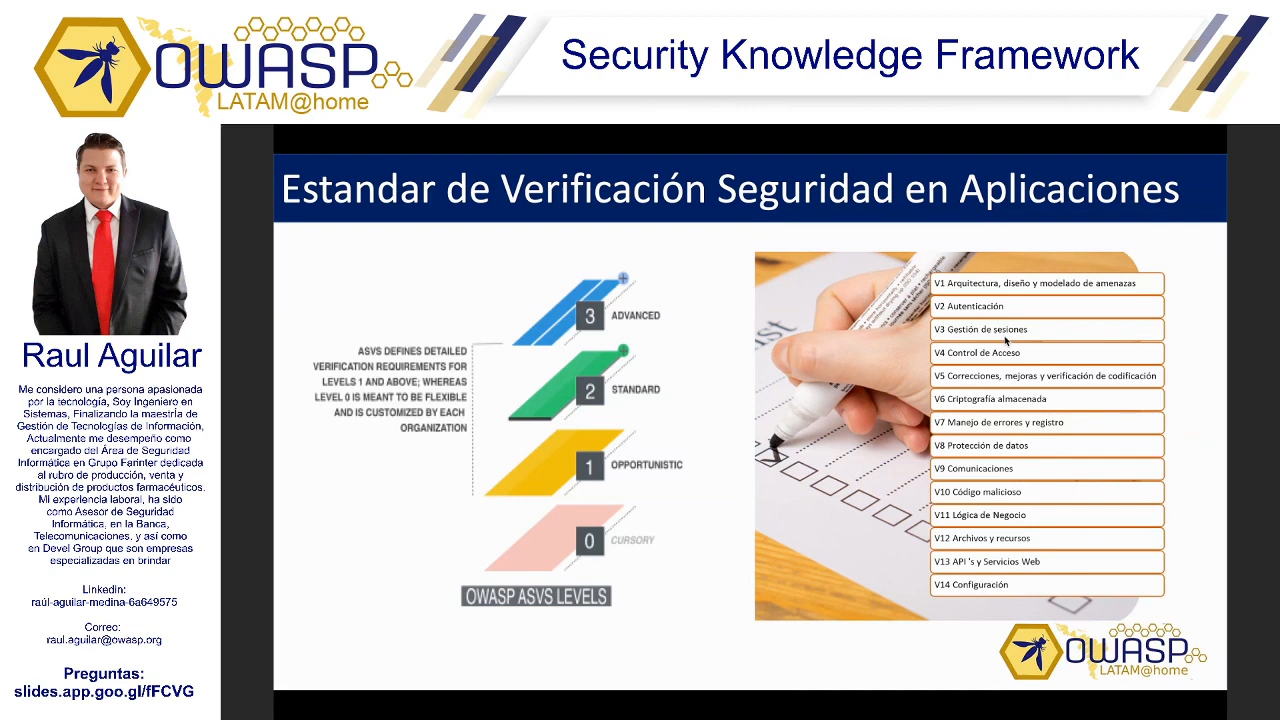 OWASP
LATAM@home
Security Knowledge Framework
Raul Aguilar
Me considero una persona apasionada
por la tecnología, Soy Ingeniero en
Sistemas, Finalizando la maestría de
Gestión de Tecnologías de Información,
Actualmente me desempeño como
encargado del Área de Seguridad
Informática en Grupo Farinter dedicada
al rubro de producción, venta y
distribución de productos farmacéuticos.
Mi experiencia laboral, ha sido
como Asesor de Seguridad
Informática, en la Banca,
Telecomunicaciones. y así como
en Devel Group que son empresas
especializadas en brindar
Linkedin:
raúl-aguilar-medina-6a649575
Correo:
raul.aguilar@owasp.org
Preguntas:
slides.app.goo.gl/fFCVG
Estandar de Verificación Seguridad en Aplicaciones
ASVS DEFINES DETAILED
VERIFICATION REQUIREMENTS FOR
LEVELS 1 AND ABOVE; WHEREAS
LEVEL 0 IS MEANT TO BE FLEXIBLE
AND IS CUSTOMIZED BY EACH
ORGANIZATION
3 ADVANCED
2 STANDARD
1 OPPORTUNISTIC
0 CURSORY
OWASP ASVS LEVELS
V1 Arquitectura, diseño y modelado de amenazas
V2 Autenticación
V3 Gestión de sesiones
V4 Control de Acceso
V5 Correcciones, mejoras y verificación de codificación
V6 Criptografía almacenada
V7 Manejo de errores y registro
V8 Protección de datos
V9 Comunicaciones
V10 Código malicioso
V11 Lógica de Negocio
V12 Archivos y recursos
V13 API 's y Servicios Web
V14 Configuración
OWASP
LATAM@home